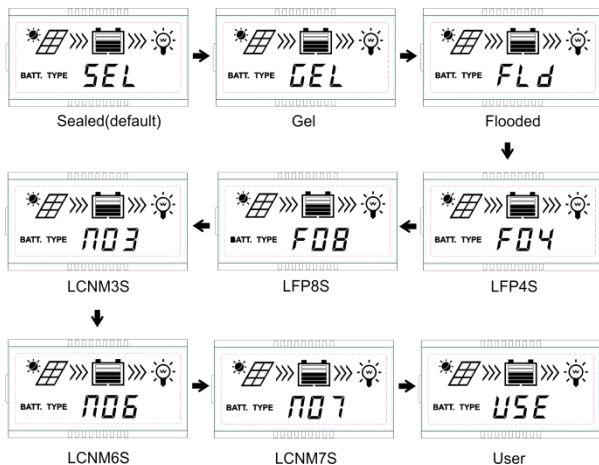 BATT. TYPE SEL
BATT. TYPE GEL
BATT. TYPE FLd
Sealed(default)
Gel
Flooded
BATT. TYPE n03
BATT. TYPE F08
BATT. TYPE F04
LCNM3S
LFP8S
LFP4S
BATT. TYPE n06
BATT. TYPE n07
BATT. TYPE USE
LCNM6S
LCNM7S
User